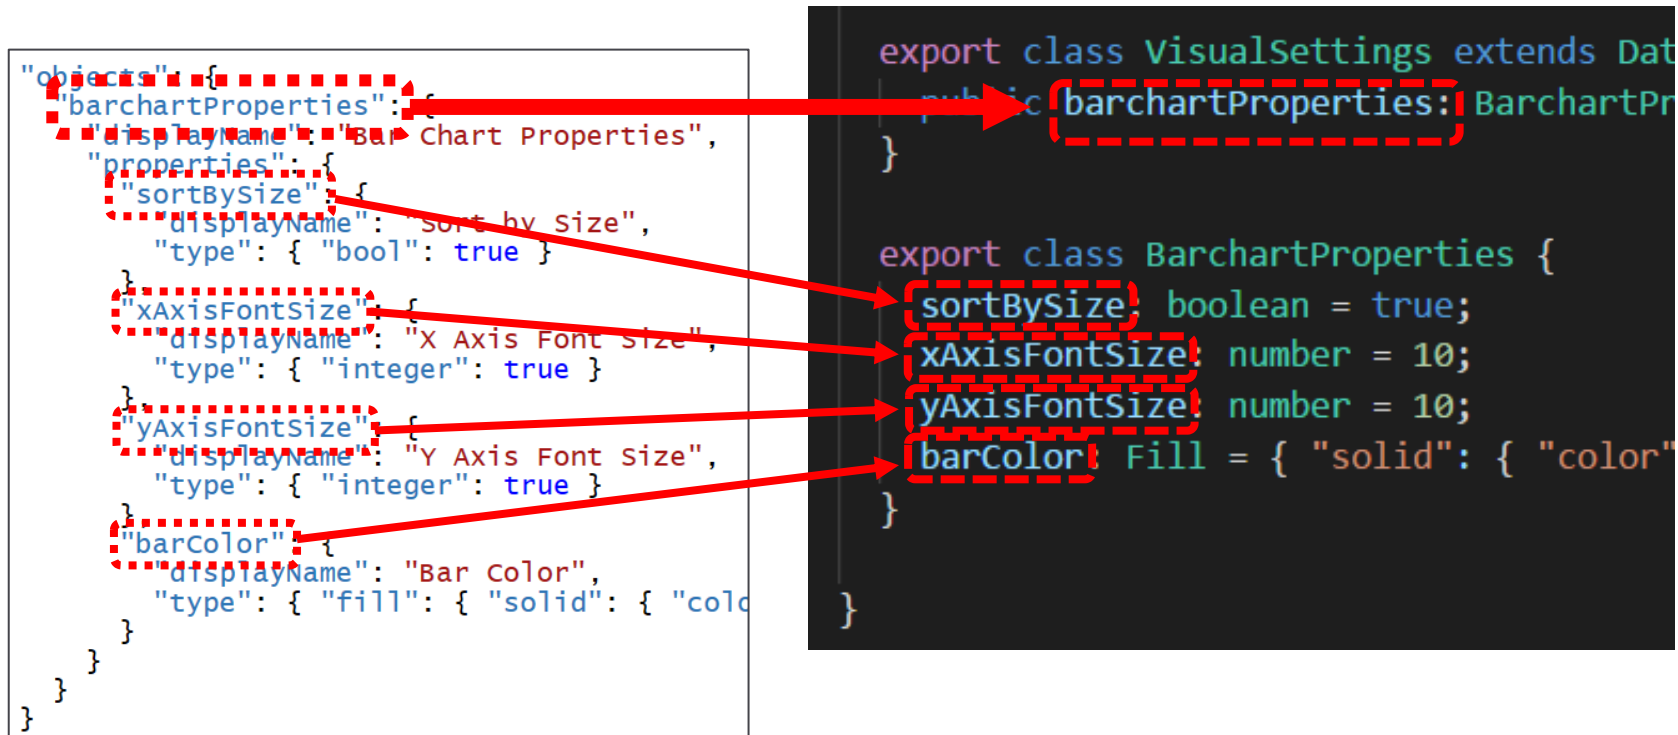 "objects": {
  "barchartProperties": {
    "displayName": "Bar Chart Properties",
    "properties": {
      "sortBySize": {
        "displayName": "Sort by Size",
        "type": { "bool": true }
      },
      "xAxisFontSize": {
        "displayName": "X Axis Font Size",
        "type": { "integer": true }
      },
      "yAxisFontSize": {
        "displayName": "Y Axis Font Size",
        "type": { "integer": true }
      }
      "barColor": {
        "displayName": "Bar Color",
        "type": { "fill": { "solid": { "colo
      }
    }
  }
}
export class VisualSettings extends Dat
  public barchartProperties: BarchartPr
}
export class BarchartProperties {
  sortBySize: boolean = true;
  xAxisFontSize: number = 10;
  yAxisFontSize: number = 10;
  barColor: Fill = { "solid": { "color"
}
}